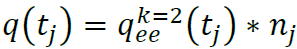 q(t_j) = q_{ee}^{k=2}(t_j) * n_j